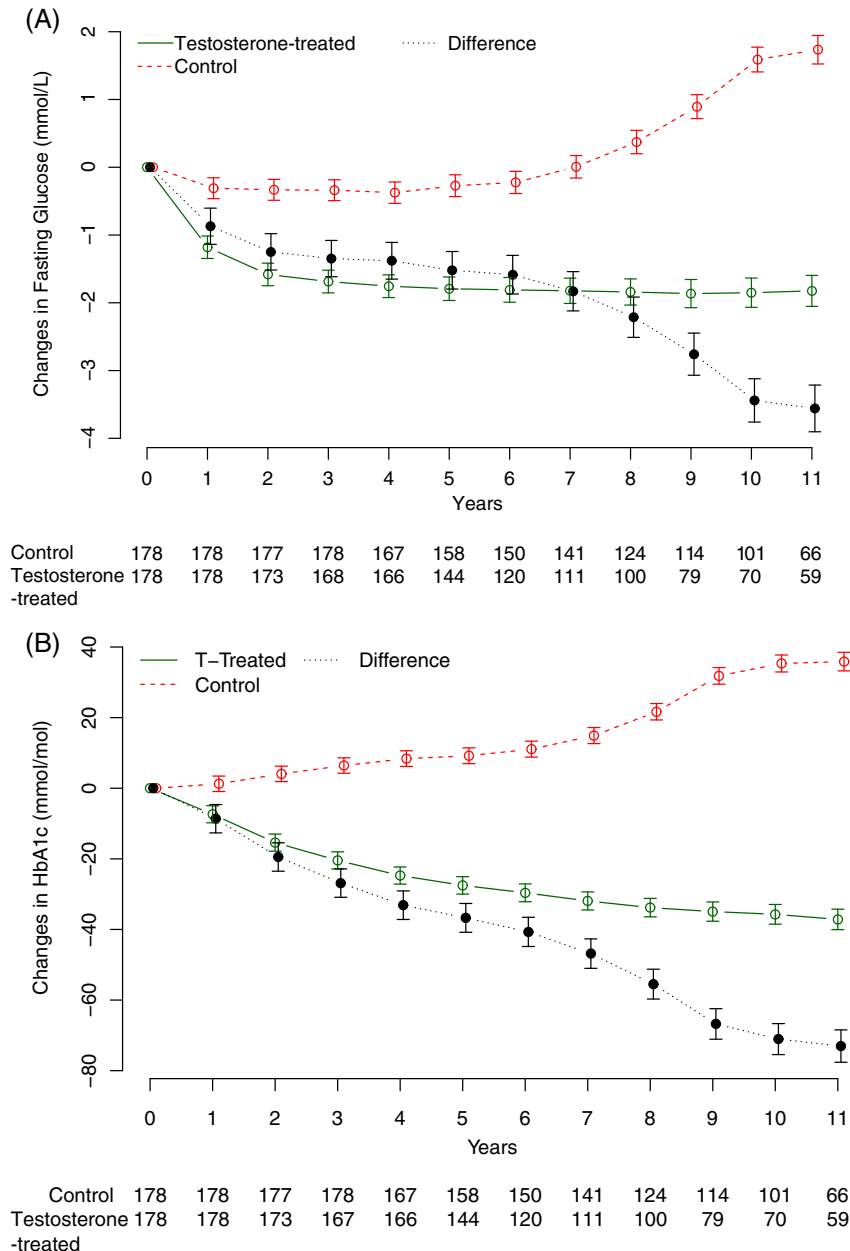 (A)
Testosterone-treated Difference
Control
Changes in Fasting Glucose (mmol/L)
2
1
0
−1
−2
−3
−4
0 1 2 3 4 5 6 7 8 9 10 11
Years
Control 178 178 177 178 167 158 150 141 124 114 101 66
Testosterone 178 178 173 168 166 144 120 111 100 79 70 59
-treated
(B)
T−Treated Difference
Control
Changes in HbA1c (mmol/mol)
40
20
0
−20
−40
−60
−80
0 1 2 3 4 5 6 7 8 9 10 11
Years
Control 178 178 177 178 167 158 150 141 124 114 101 66
Testosterone 178 178 173 167 166 144 120 111 100 79 70 59
-treated